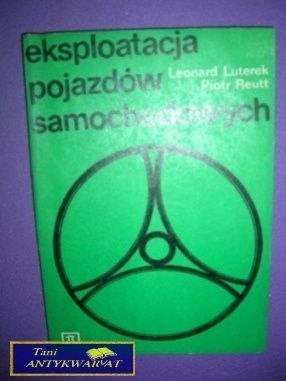 eksploatacja
Leonard Luterek
pojazdów
Piotr Reutt
samochodowych
Tani
ANTYKWARYAT